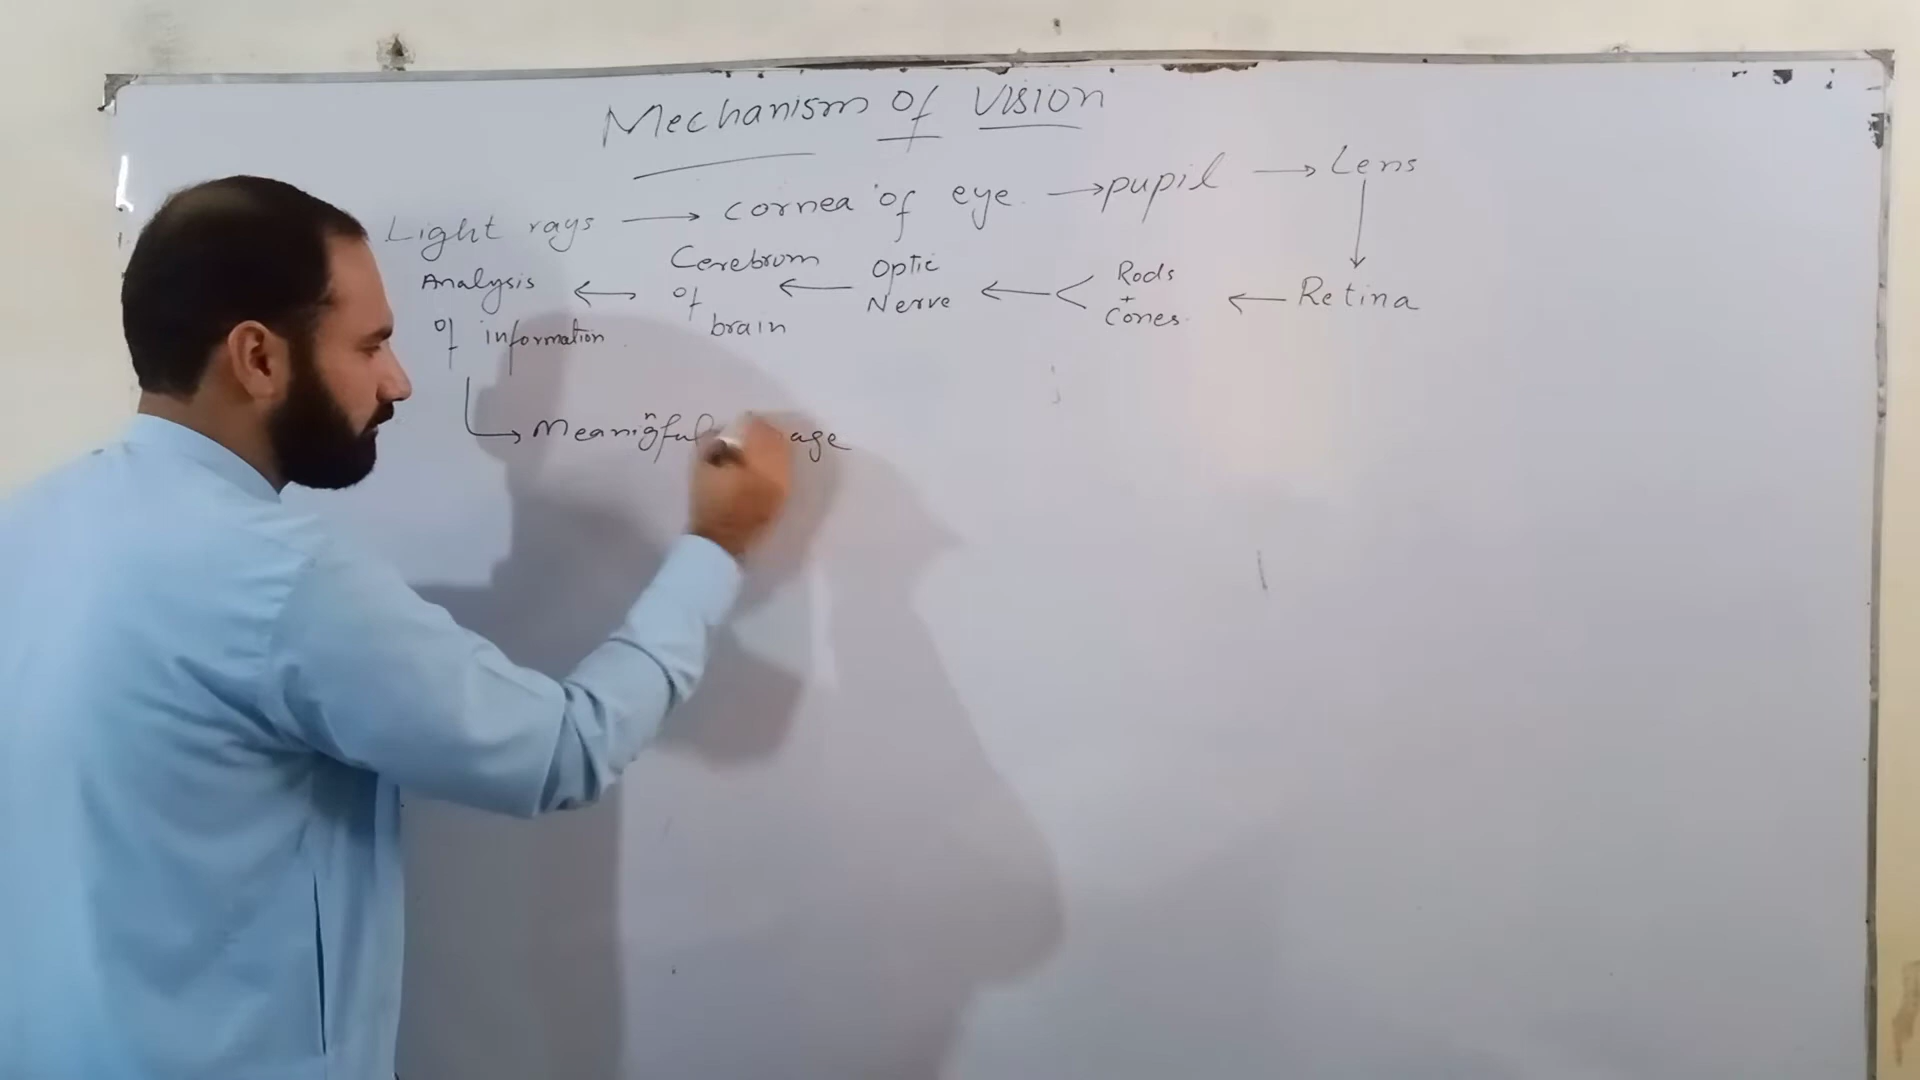 Mechanism of Vision
Light rays → cornea of eye. → pupil → Lens
↓
Retina
← Rods + Cones.
← Optic Nerve
← Cerebrum of brain
← Analysis of information.
→ Meaningful